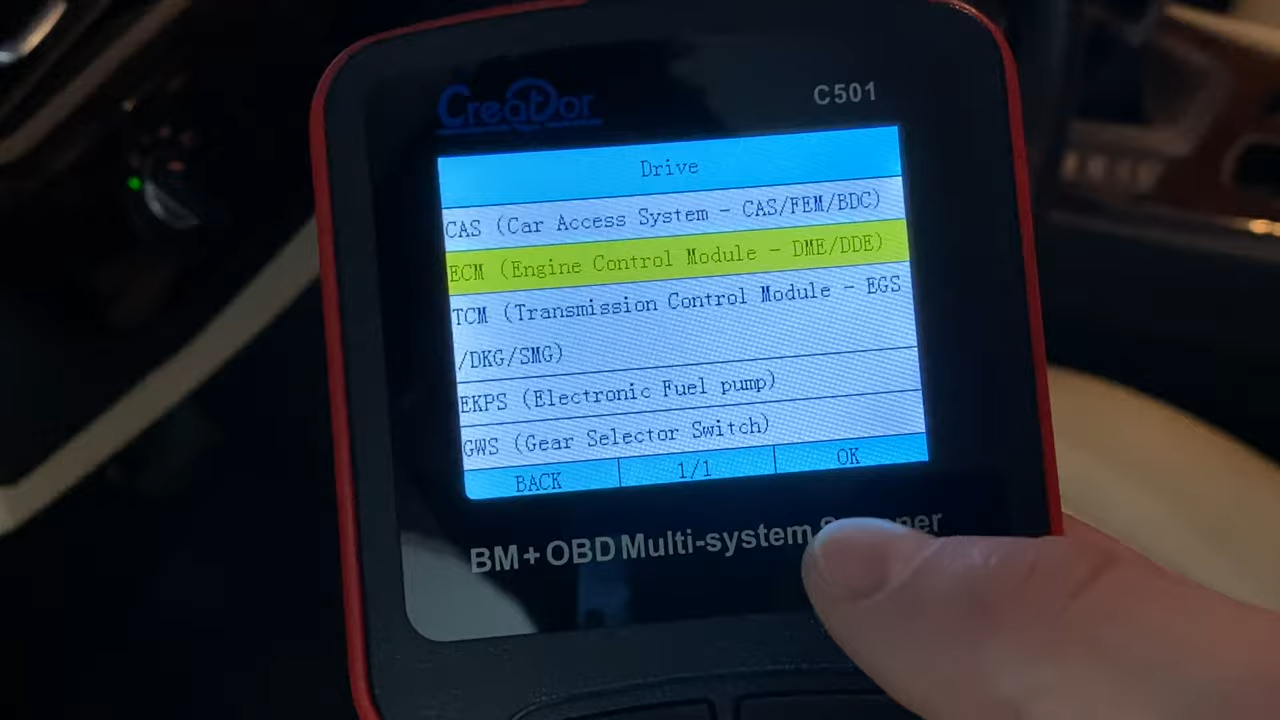 CreaTor
C501
Drive
CAS (Car Access System - CAS/FEM/BDC)
ECM (Engine Control Module - DME/DDE)
TCM (Transmission Control Module - EGS
/DKG/SMG)
EKPS (Electronic Fuel pump)
GWS (Gear Selector Switch)
BACK 1/1 OK
BM+OBD Multi-system